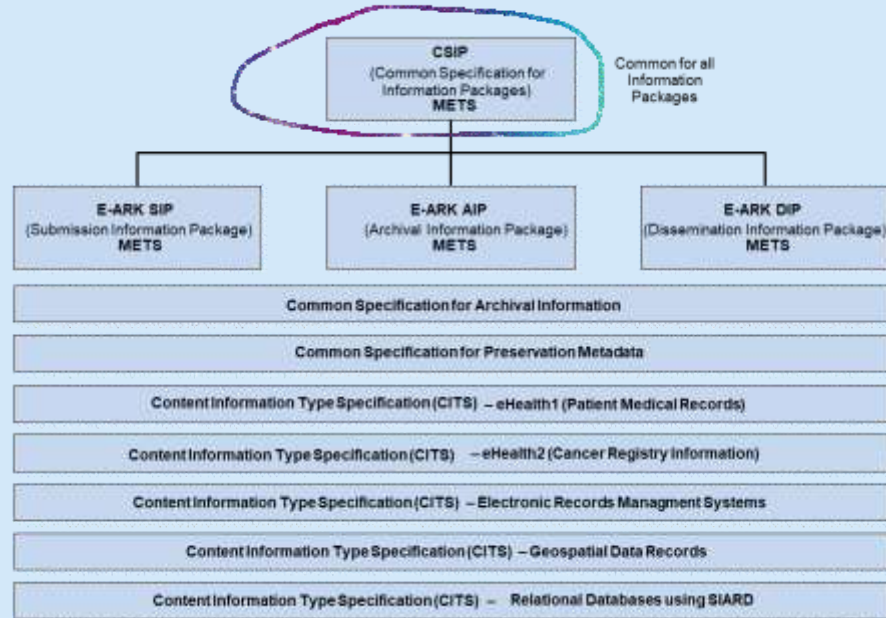 CSIP
(Common Specification for
Information Packages)
METS
Common for all
Information
Packages
E-ARK SIP
(Submission Information Package)
METS
E-ARK AIP
(Archival Information Package)
METS
E-ARK DIP
(Dissemination Information Package)
METS
Common Specification for Archival Information
Common Specification for Preservation Metadata
Content Information Type Specification (CITS) – eHealth1 (Patient Medical Records)
Content Information Type Specification (CITS) – eHealth2 (Cancer Registry Information)
Content Information Type Specification (CITS) – Electronic Records Managment Systems
Content Information Type Specification (CITS) – Geospatial Data Records
Content Information Type Specification (CITS) – Relational Databases using SIARD